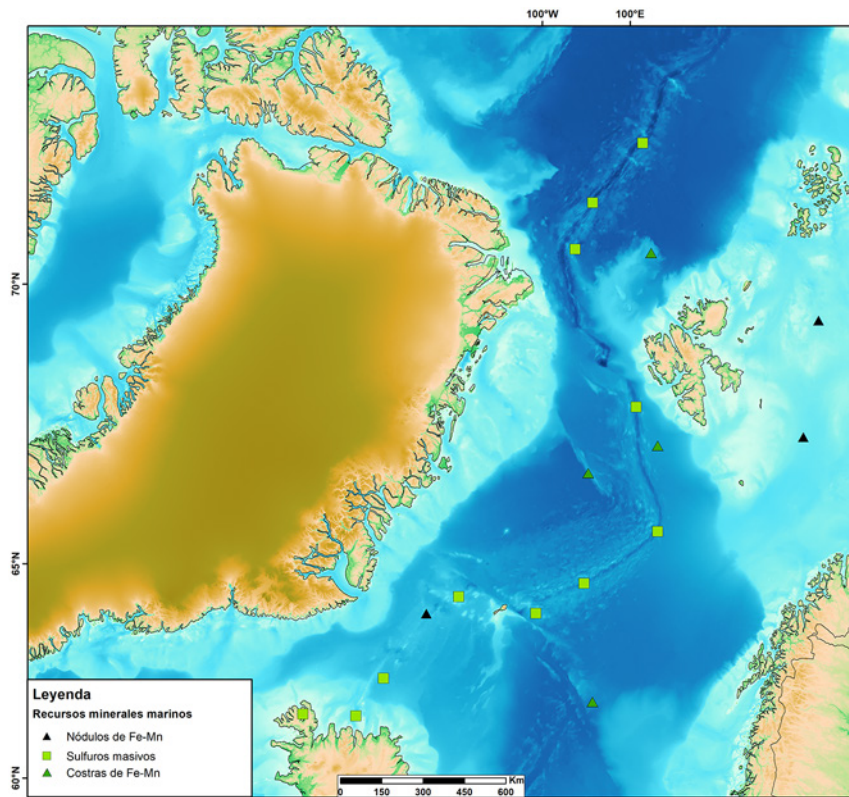 100°W 100°E
70°N
65°N
60°N
Leyenda
Recursos minerales marinos
Nódulos de Fe-Mn
Sulfuros masivos
Costras de Fe-Mn
Km
0 150 300 450 600